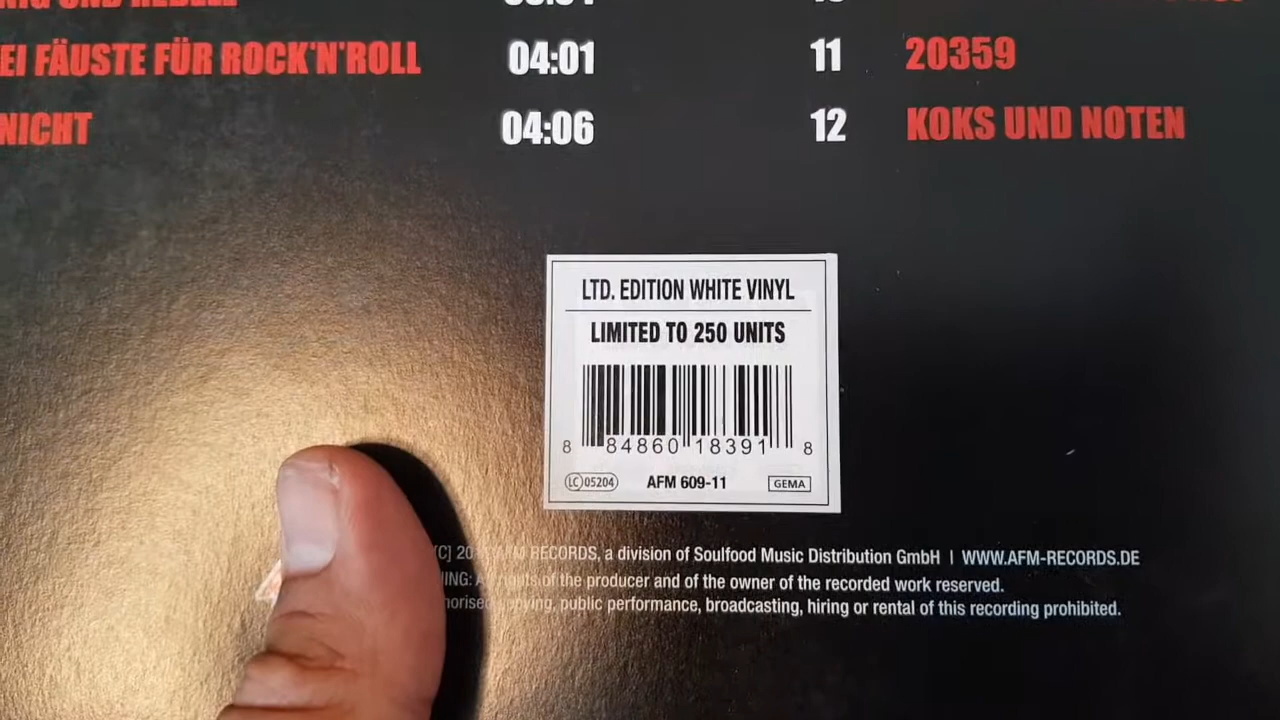 UND
EI FÄUSTE FÜR ROCK'N'ROLL 04:01 11 20359
NICHT 04:06 12 KOKS UND NOTEN
LTD. EDITION WHITE VINYL
LIMITED TO 250 UNITS
8 84860 18391 8
LC 05204 AFM 609-11 GEMA
(C) 20 AFM RECORDS, a division of Soulfood Music Distribution GmbH | WWW.AFM-RECORDS.DE
ING: A rights of the producer and of the owner of the recorded work reserved.
horised copying, public performance, broadcasting, hiring or rental of this recording prohibited.